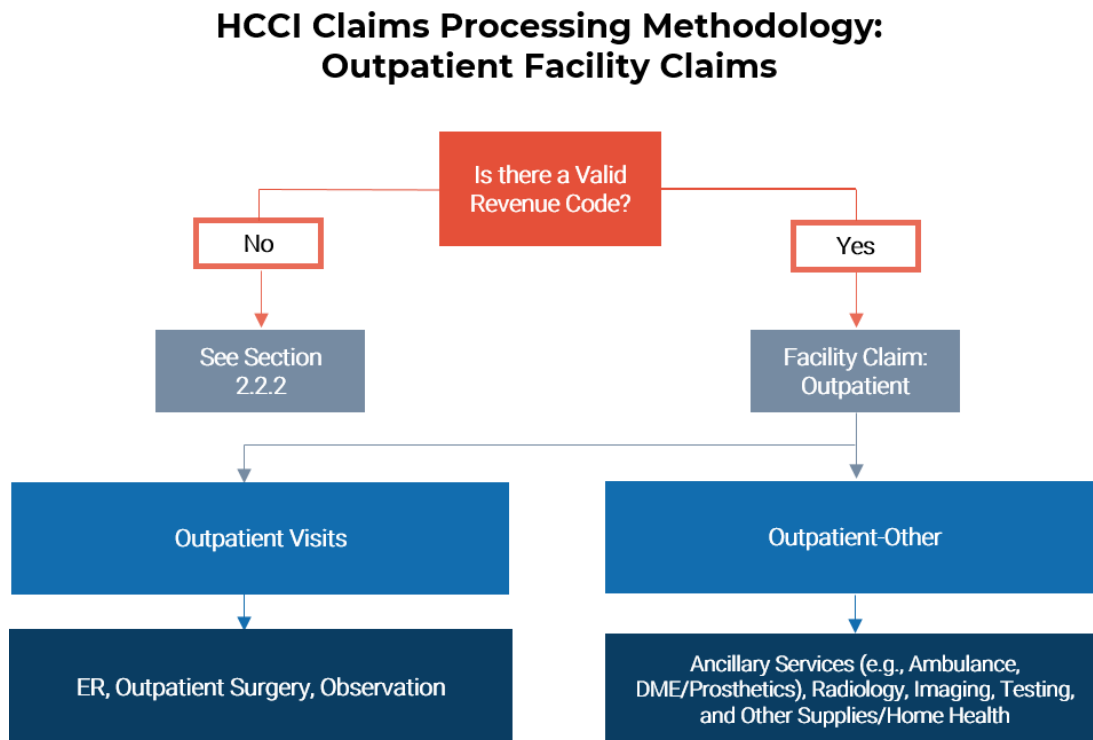 HCCI Claims Processing Methodology:
Outpatient Facility Claims
Is there a Valid
Revenue Code?
No
Yes
See Section
2.2.2
Facility Claim:
Outpatient
Outpatient Visits
Outpatient-Other
ER, Outpatient Surgery, Observation
Ancillary Services (e.g., Ambulance,
DME/Prosthetics), Radiology, Imaging, Testing,
and Other Supplies/Home Health